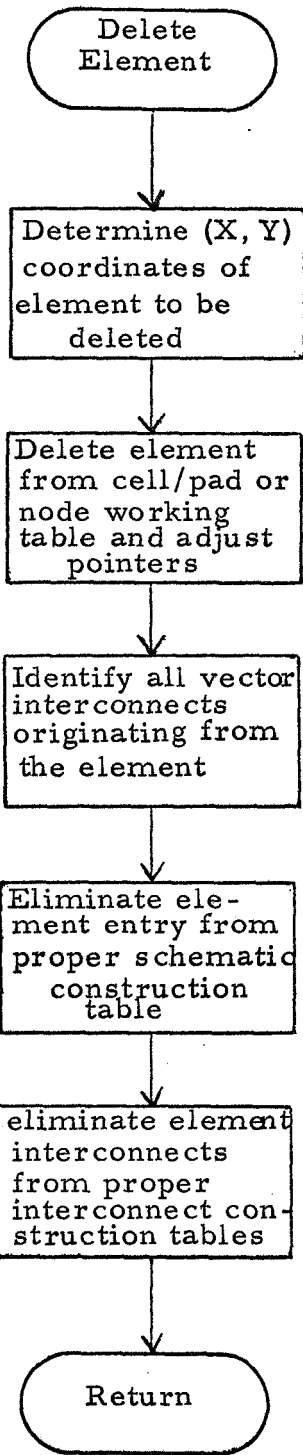 Delete
Element
Determine (X, Y)
coordinates of
element to be
deleted
Delete element
from cell/pad or
node working
table and adjust
pointers
Identify all vector
interconnects
originating from
the element
Eliminate ele-
ment entry from
proper schematic
construction
table
eliminate element
interconnects
from proper
interconnect con-
struction tables
Return